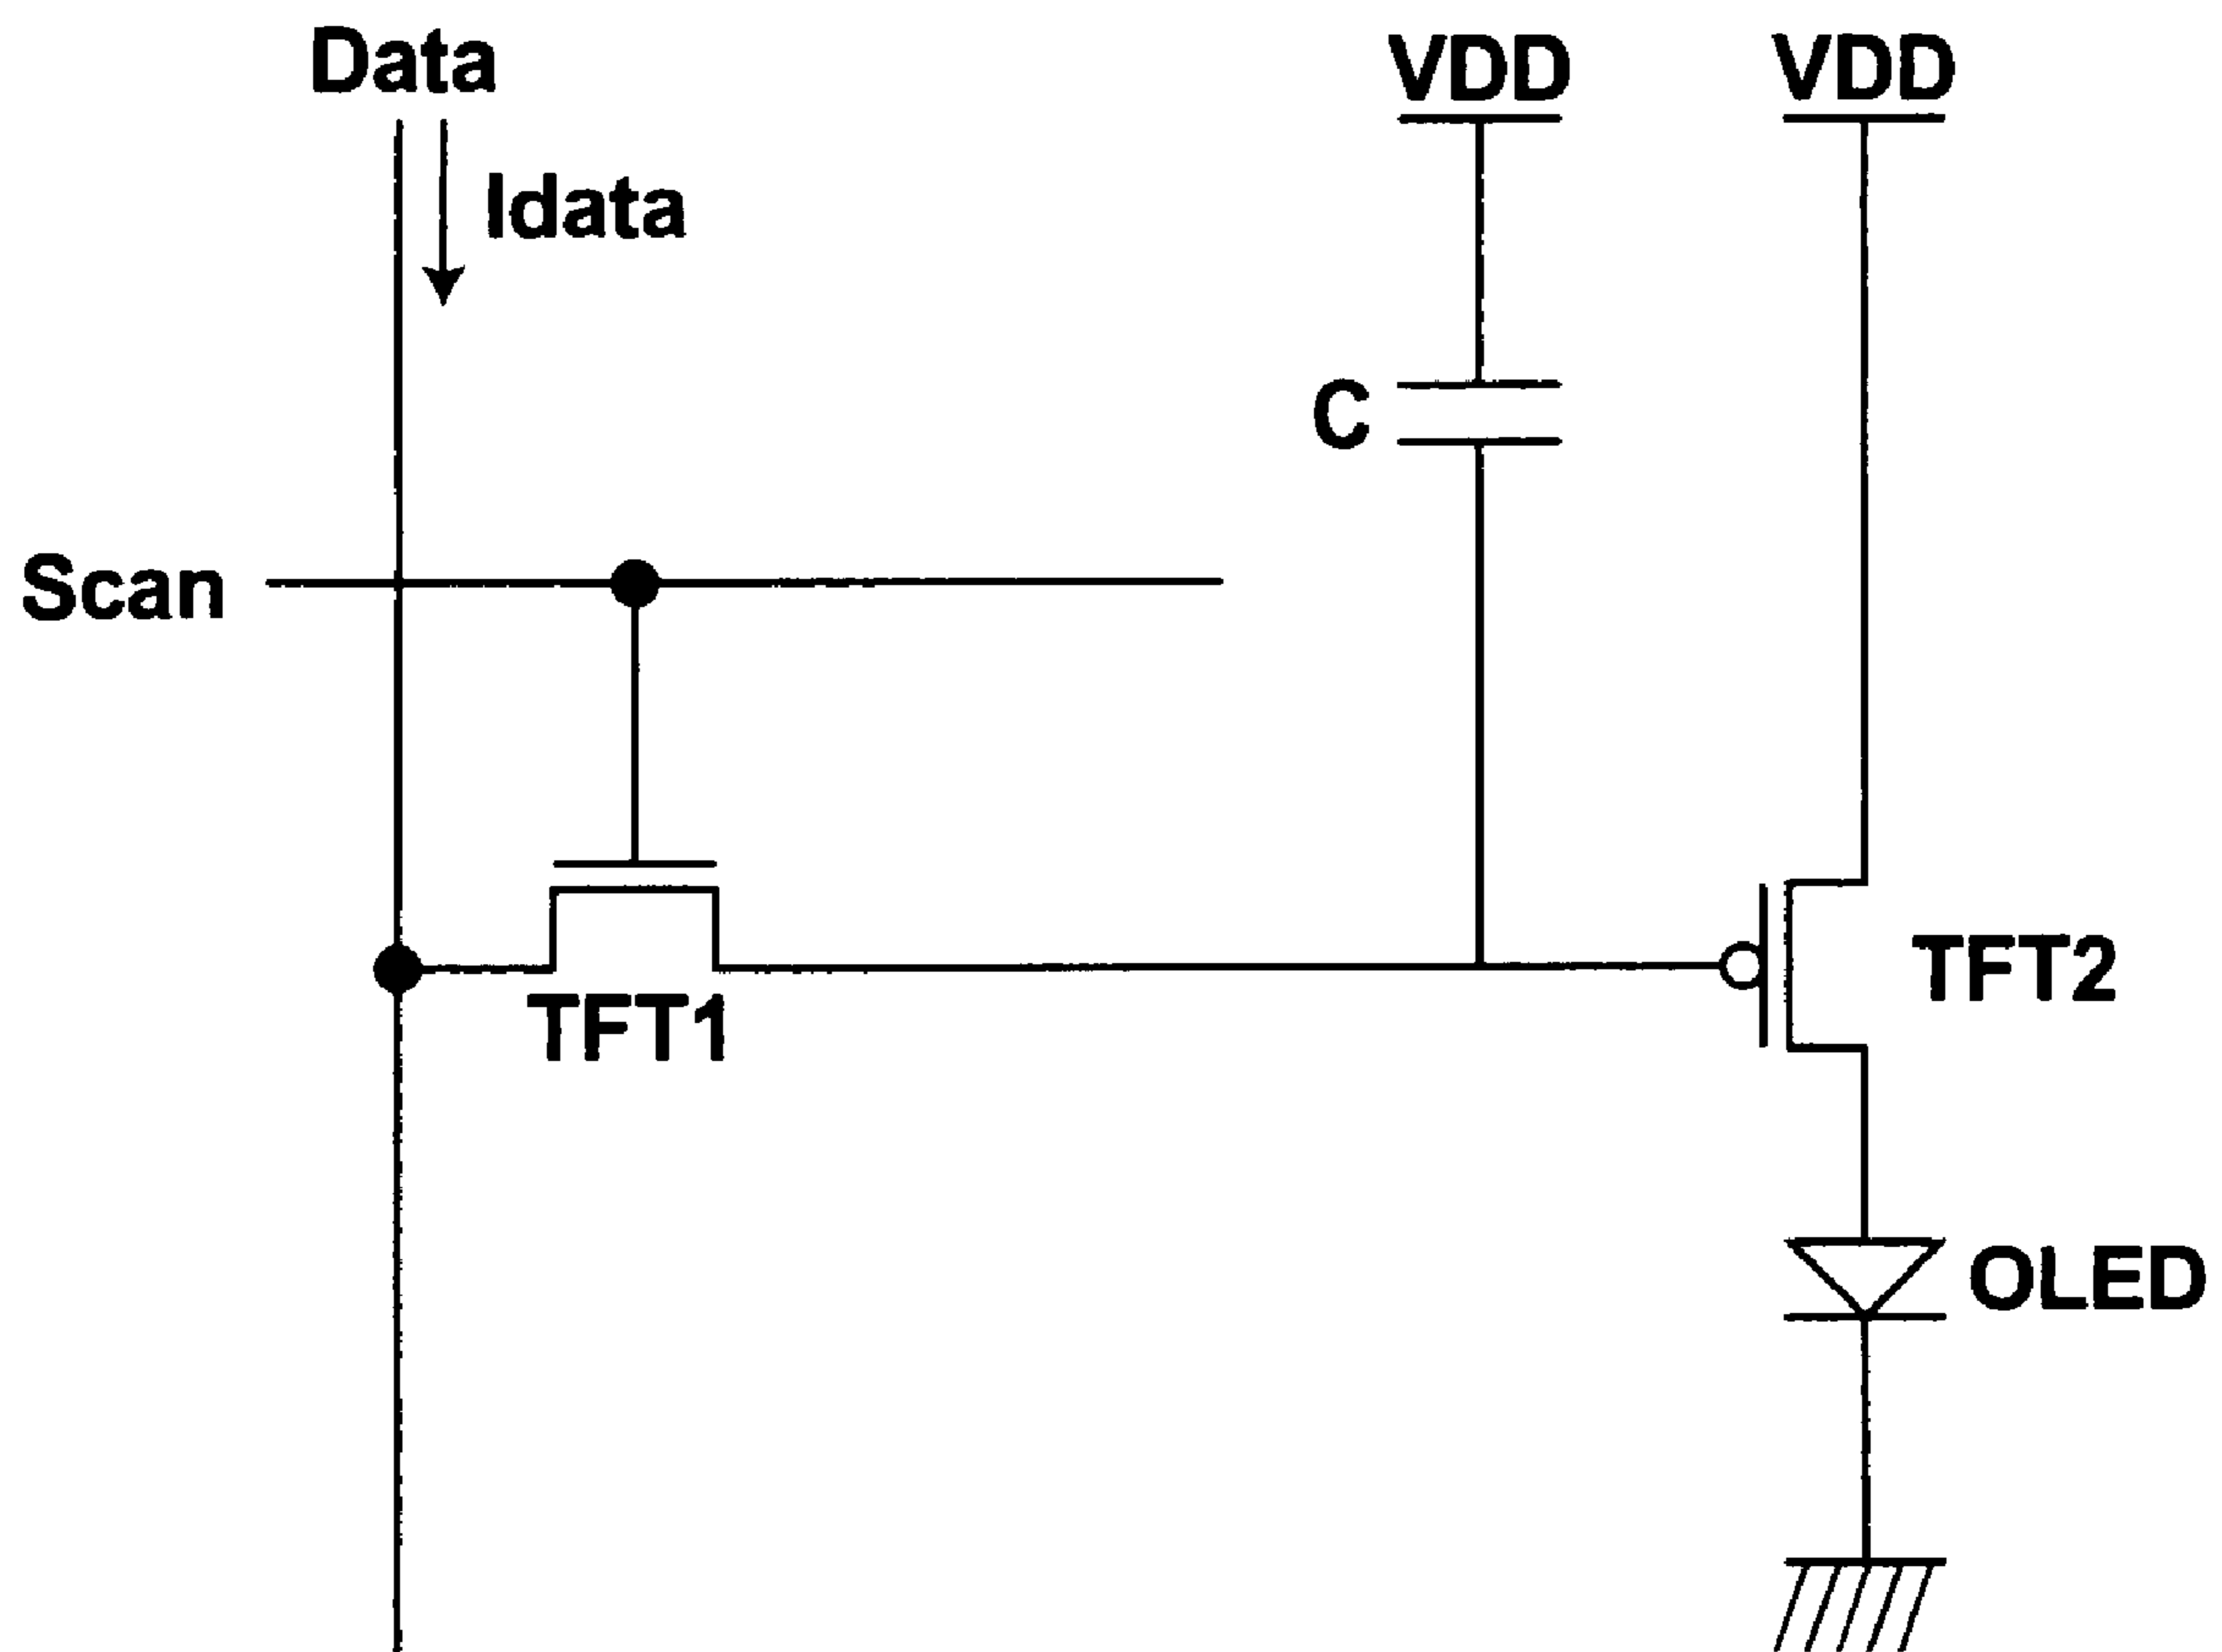 Data
VDD
VDD
Idata
C
Scan
TFT2
TFT1
OLED